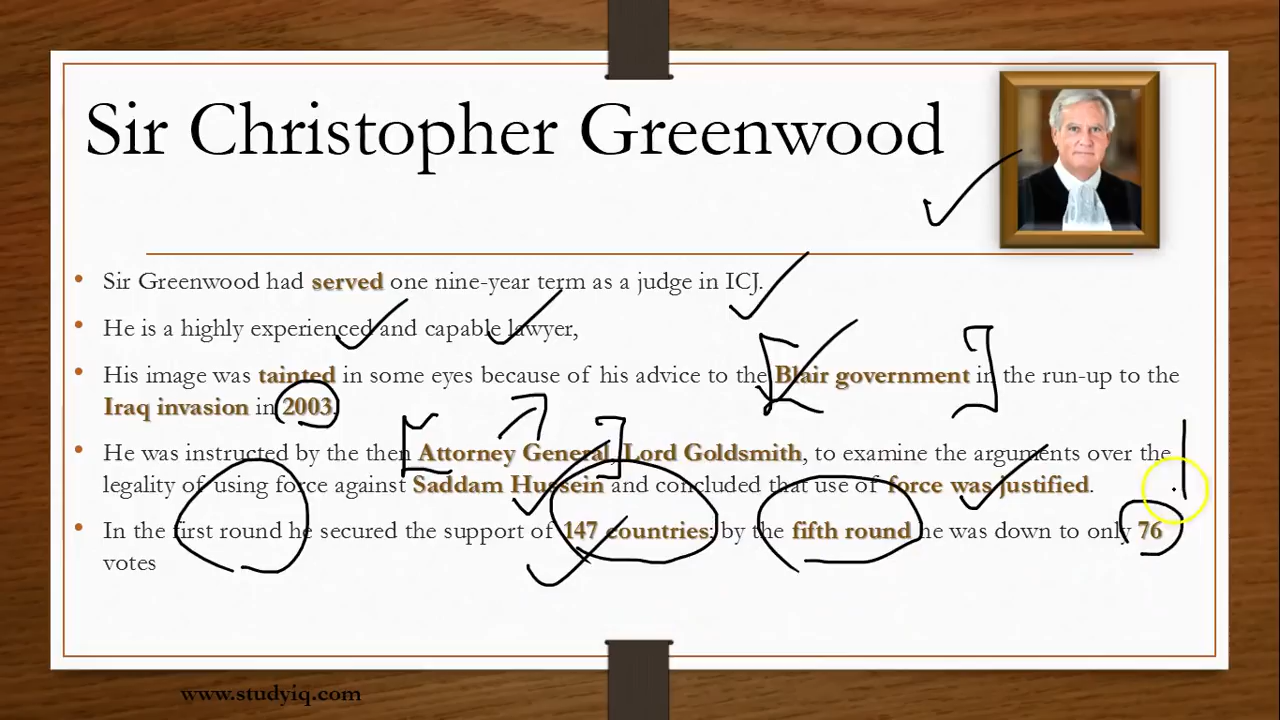 Sir Christopher Greenwood
• Sir Greenwood had served one nine-year term as a judge in ICJ.
• He is a highly experienced and capable lawyer,
• His image was tainted in some eyes because of his advice to the Blair government in the run-up to the
Iraq invasion in 2003.
• He was instructed by the then Attorney General, Lord Goldsmith, to examine the arguments over the
legality of using force against Saddam Hussein and concluded that use of force was justified.
• In the first round he secured the support of 147 countries; by the fifth round he was down to only 76
votes
www.studyiq.com